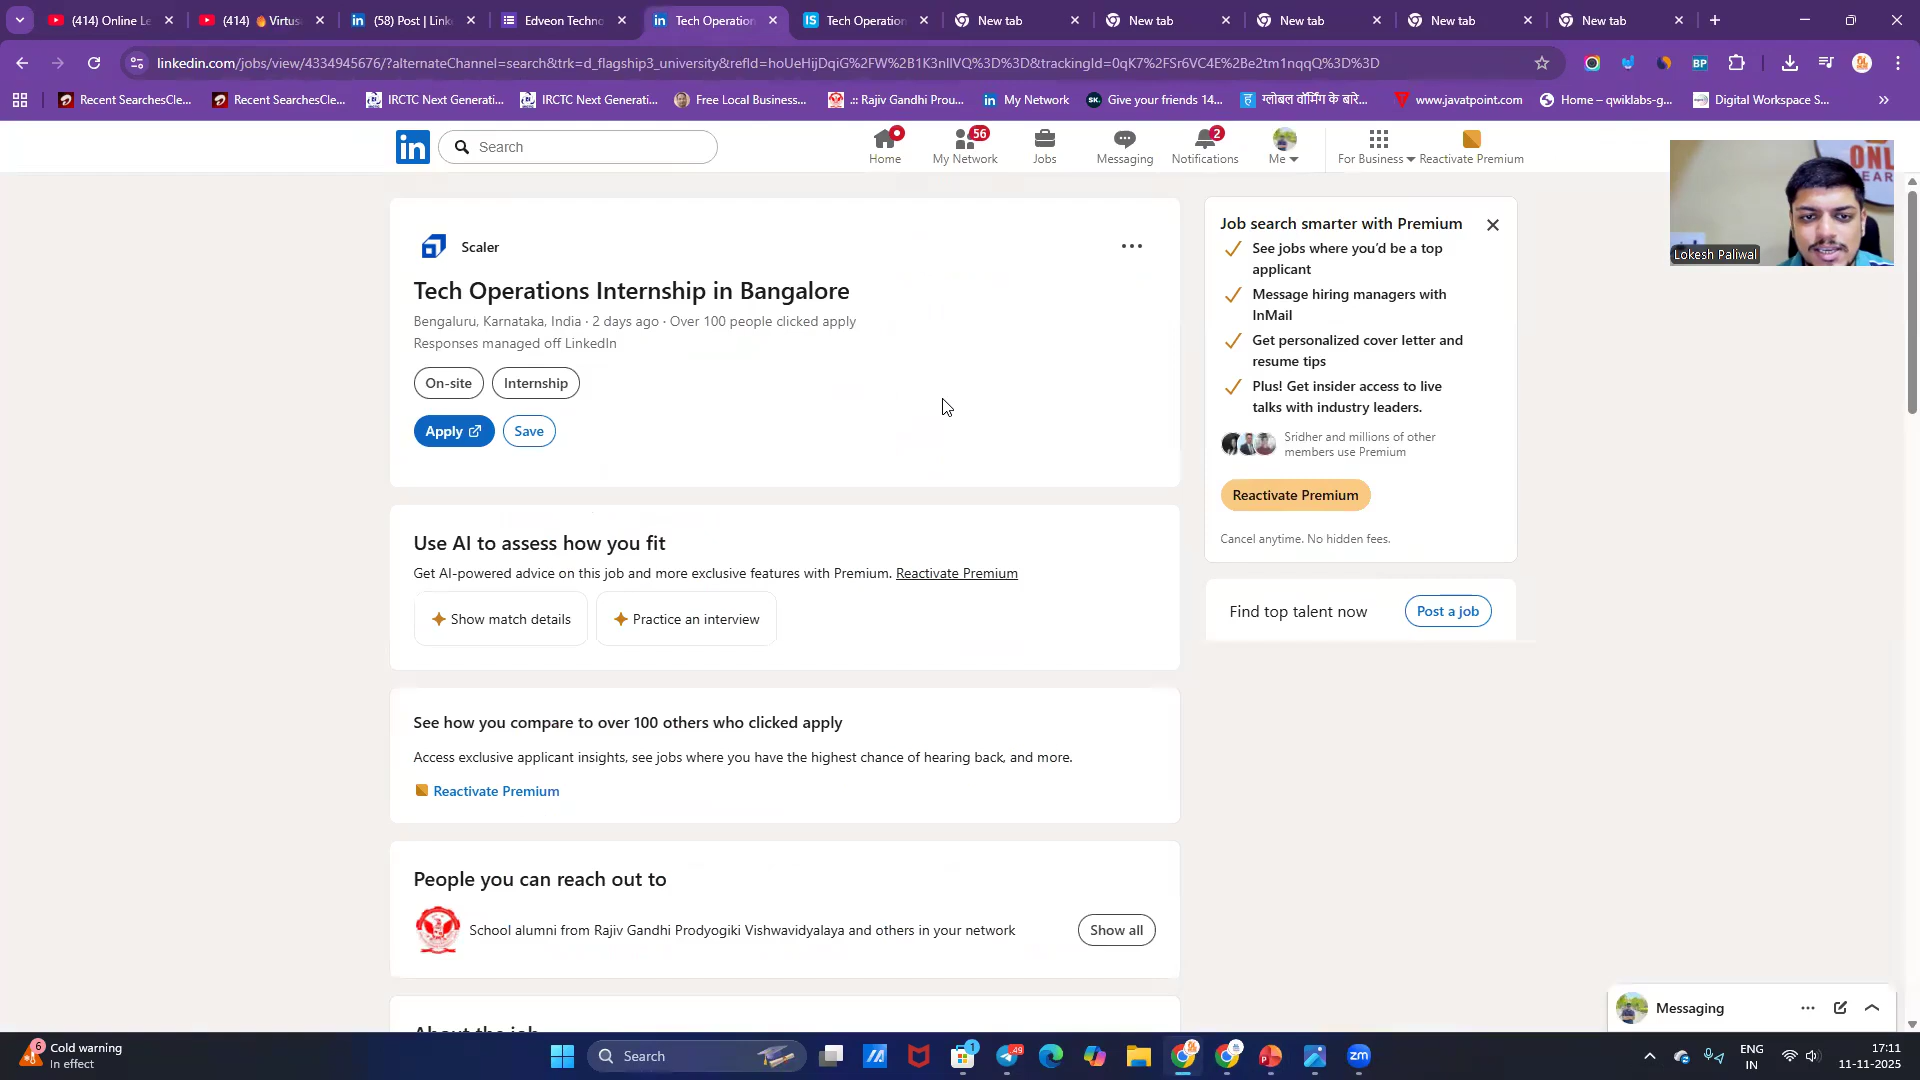 (414) Online Le
(414) 🔥 Virtus
(58) Post | Link
Edveon Techno
Tech Operation
Tech Operation
New tab
New tab
New tab
New tab
New tab
linkedin.com/jobs/view/4334945676/?alternateChannel=search&trk=d_flagship3_university&refId=hoUeHijDqiG%2FW%2B1K3nllVQ%3D%3D&trackingId=0qK7%2FSr6VC4E%2Be2tm1nqqQ%3D%3D
Recent SearchesCle...
Recent SearchesCle...
IRCTC Next Generati...
IRCTC Next Generati...
Free Local Business...
.:: Rajiv Gandhi Prou...
My Network
Give your friends 14...
ग्लोबल वॉर्मिंग के बारे...
www.javatpoint.com
Home – qwiklabs-g...
Digital Workspace S...
in
Search
Home
56
My Network
Jobs
Messaging
2
Notifications
Me
For Business
Reactivate Premium
ONL
EAR
Lokesh Paliwal
Scaler
Tech Operations Internship in Bangalore
Bengaluru, Karnataka, India · 2 days ago · Over 100 people clicked apply
Responses managed off LinkedIn
On-site
Internship
Apply
Save
Use AI to assess how you fit
Get AI-powered advice on this job and more exclusive features with Premium. Reactivate Premium
Show match details
Practice an interview
See how you compare to over 100 others who clicked apply
Access exclusive applicant insights, see jobs where you have the highest chance of hearing back, and more.
Reactivate Premium
People you can reach out to
School alumni from Rajiv Gandhi Prodyogiki Vishwavidyalaya and others in your network
Show all
About the job
Job search smarter with Premium
See jobs where you'd be a top
applicant
Message hiring managers with
InMail
Get personalized cover letter and
resume tips
Plus! Get insider access to live
talks with industry leaders.
Sridher and millions of other
members use Premium
Reactivate Premium
Cancel anytime. No hidden fees.
Find top talent now
Post a job
Messaging
6
Cold warning
In effect
Search
1
49
zm
ENG
IN
17:11
11-11-2025